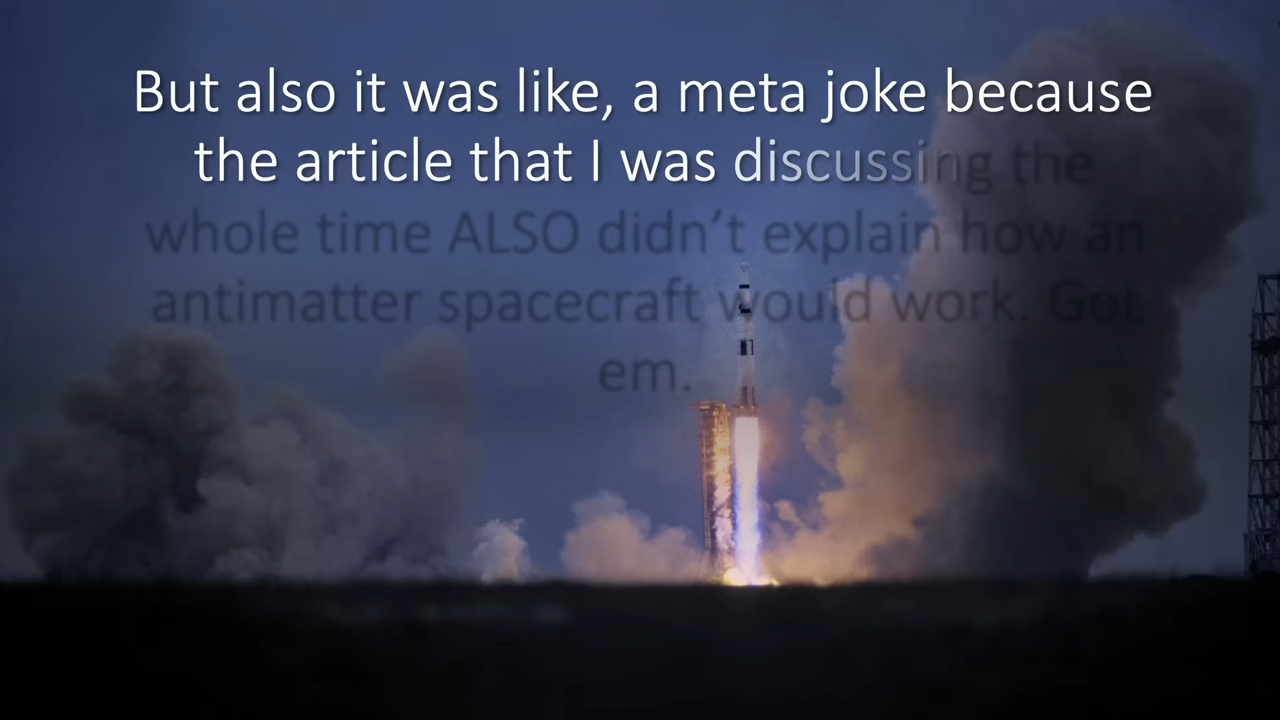 But also it was like, a meta joke because
the article that I was discussing the
whole time ALSO didn’t explain how an
antimatter spacecraft would work. Got
em.